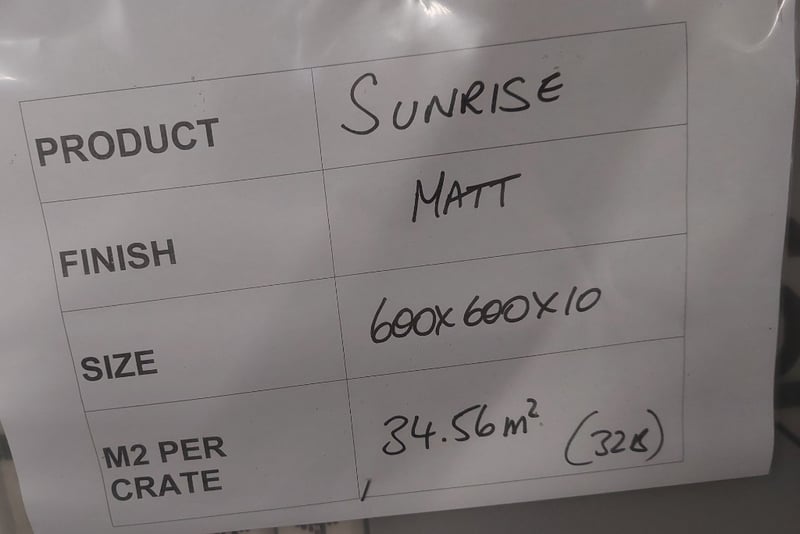 PRODUCT SUNRISE
FINISH MATT
SIZE 600X600X10
M2 PER
CRATE 34.56m² (32B)